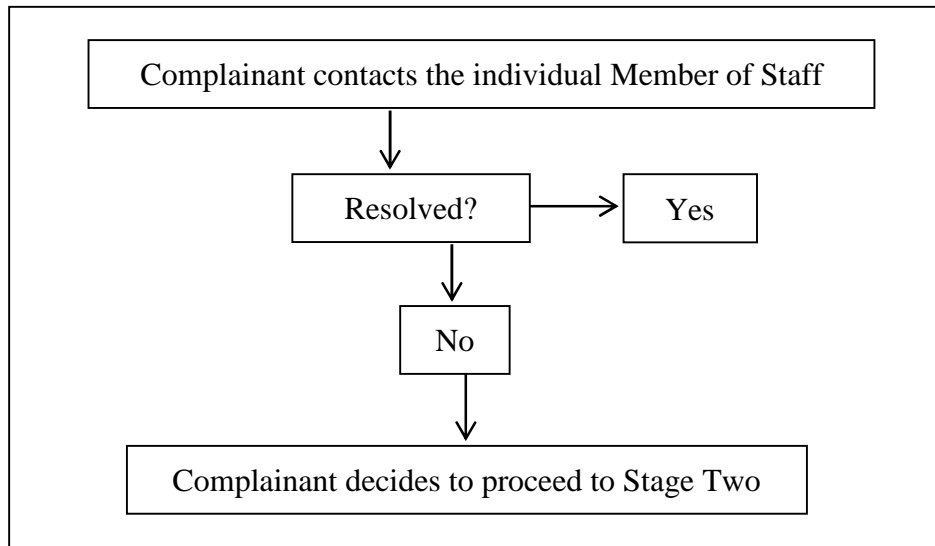 Complainant contacts the individual Member of Staff
Resolved?
Yes
No
Complainant decides to proceed to Stage Two